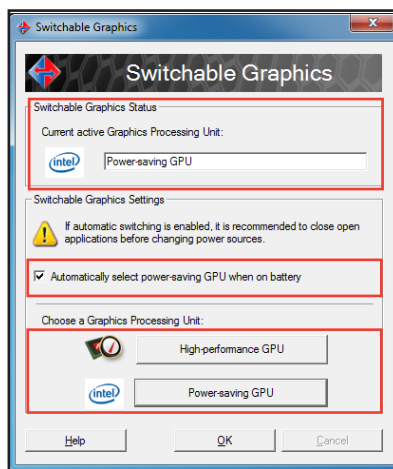 Switchable Graphics
Switchable Graphics
Switchable Graphics Status
Current active Graphics Processing Unit:
intel
Power-saving GPU
Switchable Graphics Settings
If automatic switching is enabled, it is recommended to close open
applications before changing power sources.
Automatically select power-saving GPU when on battery
Choose a Graphics Processing Unit:
High-performance GPU
intel
Power-saving GPU
Help
OK
Cancel